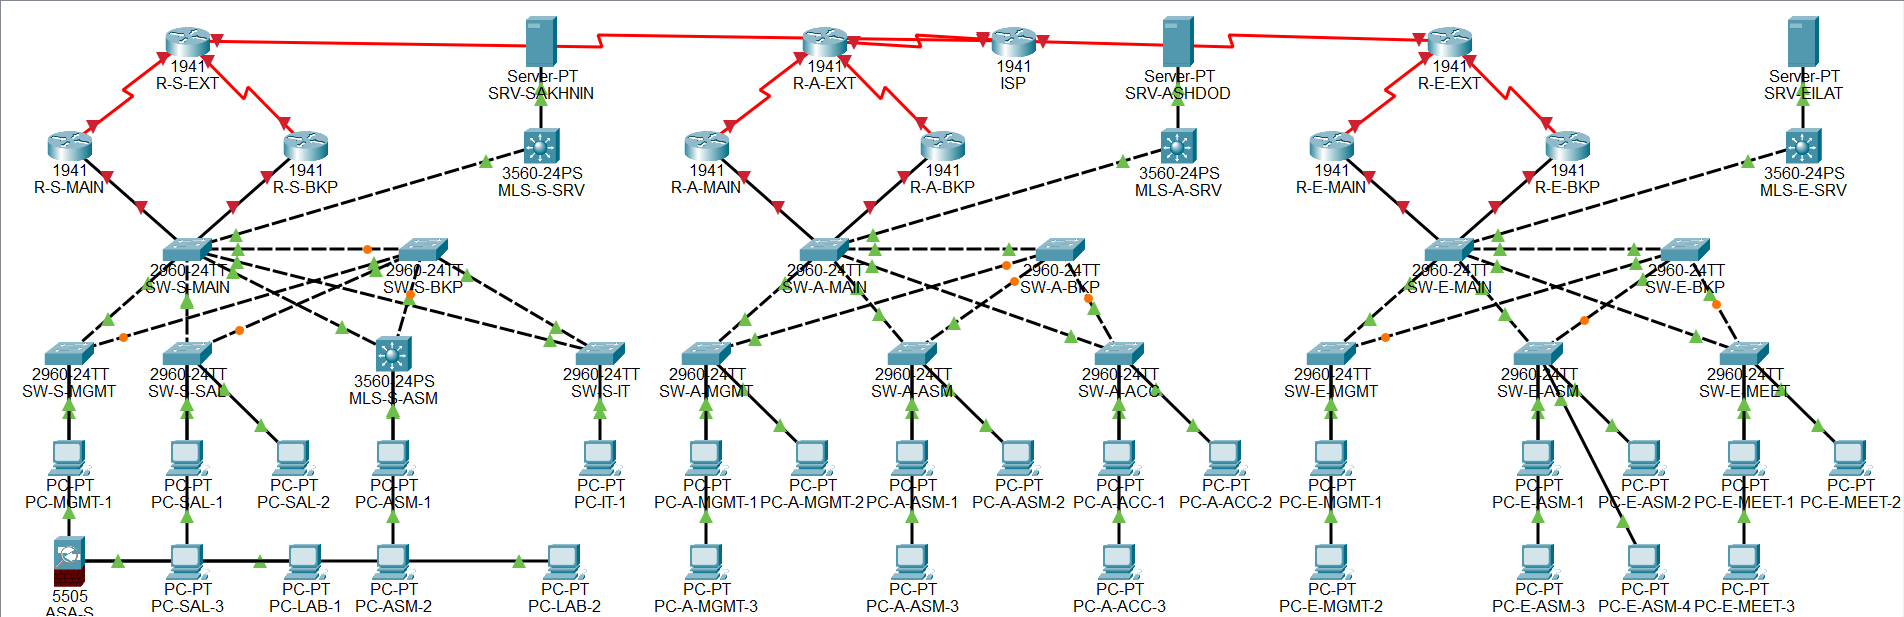 1941
R-S-EXT
Server-PT
SRV-SAKHNIN
1941
R-A-EXT
1941
ISP
Server-PT
SRV-ASHDOD
1941
R-E-EXT
Server-PT
SRV-EILAT
1941
R-S-MAIN
1941
R-S-BKP
3560-24PS
MLS-S-SRV
1941
R-A-MAIN
1941
R-A-BKP
3560-24PS
MLS-A-SRV
1941
R-E-MAIN
1941
R-E-BKP
3560-24PS
MLS-E-SRV
2960-24TT
SW-S-MAIN
2960-24TT
SW-S-BKP
2960-24TT
SW-A-MAIN
2960-24TT
SW-A-BKP
2960-24TT
SW-E-MAIN
2960-24TT
SW-E-BKP
2960-24TT
SW-S-MGMT
2960-24TT
SW-S-SAL
3560-24PS
MLS-S-ASM
2960-24TT
SW-S-IT
2960-24TT
SW-A-MGMT
2960-24TT
SW-A-ASM
2960-24TT
SW-A-ACC
2960-24TT
SW-E-MGMT
2960-24TT
SW-E-ASM
2960-24TT
SW-E-MEET
PC-PT
PC-MGMT-1
PC-PT
PC-SAL-1
PC-PT
PC-SAL-2
PC-PT
PC-ASM-1
PC-PT
PC-IT-1
PC-PT
PC-A-MGMT-1
PC-PT
PC-A-MGMT-2
PC-PT
PC-A-ASM-1
PC-PT
PC-A-ASM-2
PC-PT
PC-A-ACC-1
PC-PT
PC-A-ACC-2
PC-PT
PC-E-MGMT-1
PC-PT
PC-E-ASM-1
PC-PT
PC-E-ASM-2
PC-PT
PC-E-MEET-1
PC-PT
PC-E-MEET-2
5505
ASA-S
PC-PT
PC-SAL-3
PC-PT
PC-LAB-1
PC-PT
PC-ASM-2
PC-PT
PC-LAB-2
PC-PT
PC-A-MGMT-3
PC-PT
PC-A-ASM-3
PC-PT
PC-A-ACC-3
PC-PT
PC-E-MGMT-2
PC-PT
PC-E-ASM-3
PC-PT
PC-E-ASM-4
PC-PT
PC-E-MEET-3